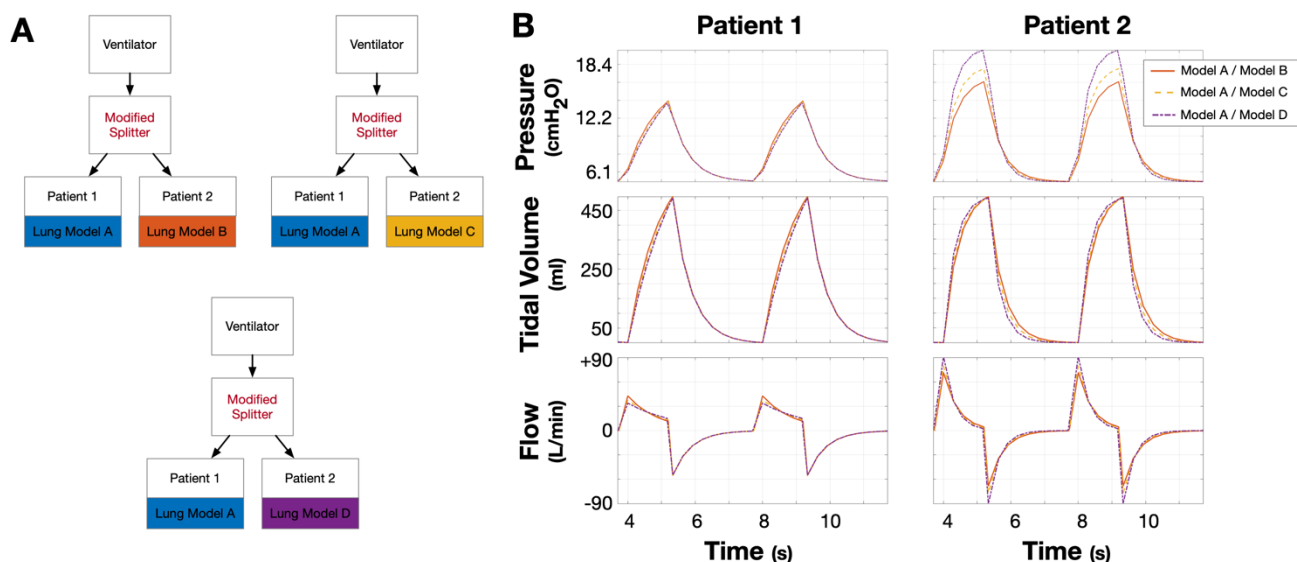 A
Ventilator
Modified
Splitter
Patient 1
Patient 2
Lung Model A
Lung Model B
Ventilator
Modified
Splitter
Patient 1
Patient 2
Lung Model A
Lung Model C
Ventilator
Modified
Splitter
Patient 1
Patient 2
Lung Model A
Lung Model D
B
Patient 1
Patient 2
Pressure
(cmH2O)
18.4
12.2
6.1
Model A / Model B
Model A / Model C
Model A / Model D
Tidal Volume
(ml)
450
250
50
Flow
(L/min)
+90
0
-90
4 6 8 10
4 6 8 10
Time (s)
Time (s)